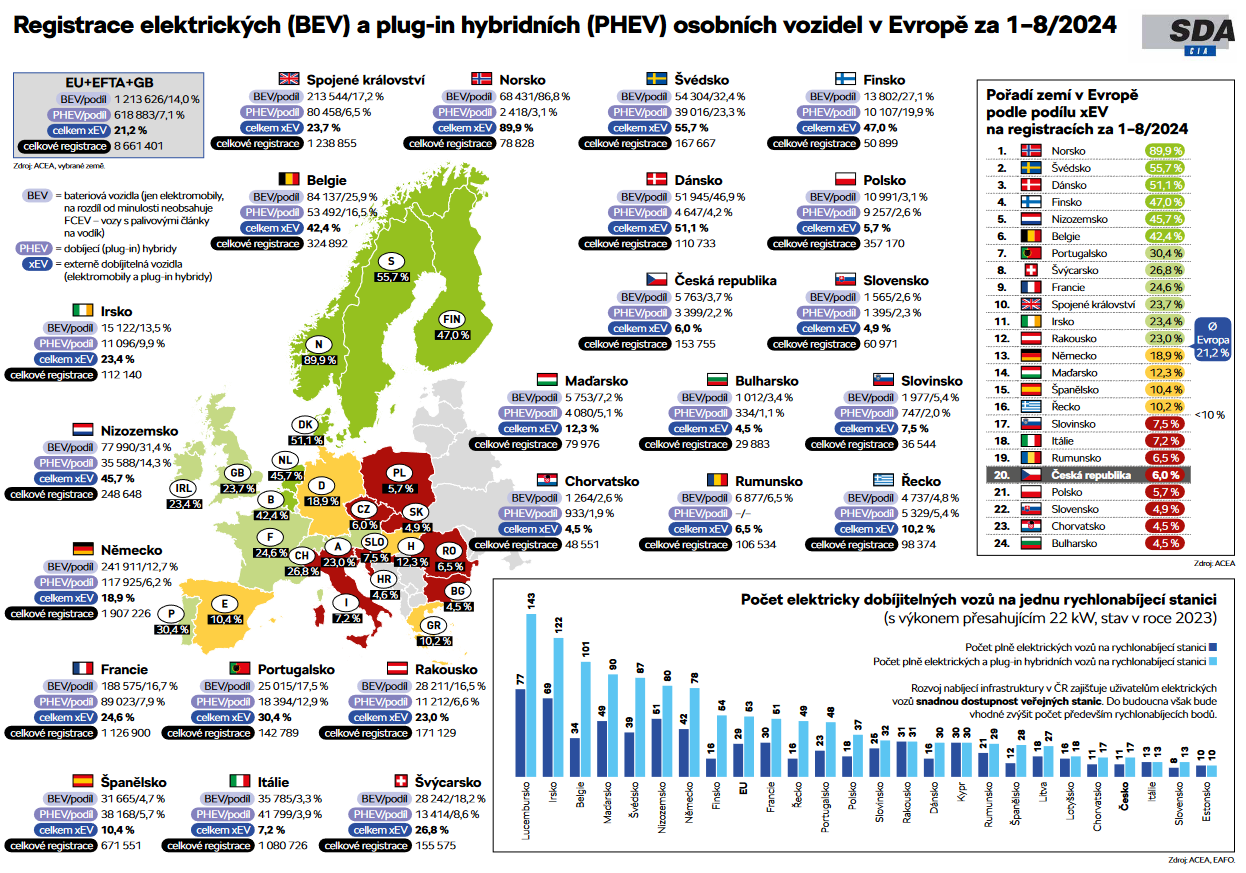 Registrace elektrických (BEV) a plug-in hybridních (PHEV) osobních vozidel v Evropě za 1–8/2024
SDA
CIA
EU+EFTA+GB
BEV/podíl 1 213 626/14,0 %
PHEV/podíl 618 883/7,1 %
celkem xEV 21,2 %
celkové registrace 8 661 401
Zdroj: ACEA, vybrané země.
BEV = bateriová vozidla (jen elektromobily,
na rozdíl od minulosti neobsahuje
FCEV – vozy s palivovými články
na vodík)
PHEV = dobíjecí (plug-in) hybridy
xEV = externě dobíjitelná vozidla
(elektromobily a plug-in hybridy)
Spojené království
BEV/podíl 213 544/17,2 %
PHEV/podíl 80 458/6,5 %
celkem xEV 23,7 %
celkové registrace 1 238 855
Norsko
BEV/podíl 68 431/86,8 %
PHEV/podíl 2 418/3,1 %
celkem xEV 89,9 %
celkové registrace 78 828
Švédsko
BEV/podíl 54 304/32,4 %
PHEV/podíl 39 016/23,3 %
celkem xEV 55,7 %
celkové registrace 167 667
Finsko
BEV/podíl 13 802/27,1 %
PHEV/podíl 10 107/19,9 %
celkem xEV 47,0 %
celkové registrace 50 899
Belgie
BEV/podíl 84 137/25,9 %
PHEV/podíl 53 492/16,5 %
celkem xEV 42,4 %
celkové registrace 324 892
Dánsko
BEV/podíl 51 945/46,9 %
PHEV/podíl 4 647/4,2 %
celkem xEV 51,1 %
celkové registrace 110 733
Polsko
BEV/podíl 10 991/3,1 %
PHEV/podíl 9 257/2,6 %
celkem xEV 5,7 %
celkové registrace 357 170
Česká republika
BEV/podíl 5 763/3,7 %
PHEV/podíl 3 399/2,2 %
celkem xEV 6,0 %
celkové registrace 153 755
Slovensko
BEV/podíl 1 565/2,6 %
PHEV/podíl 1 395/2,3 %
celkem xEV 4,9 %
celkové registrace 60 971
Irsko
BEV/podíl 15 122/13,5 %
PHEV/podíl 11 096/9,9 %
celkem xEV 23,4 %
celkové registrace 112 140
Maďarsko
BEV/podíl 5 753/7,2 %
PHEV/podíl 4 080/5,1 %
celkem xEV 12,3 %
celkové registrace 79 976
Bulharsko
BEV/podíl 1 012/3,4 %
PHEV/podíl 334/1,1 %
celkem xEV 4,5 %
celkové registrace 29 883
Slovinsko
BEV/podíl 1 977/5,4 %
PHEV/podíl 747/2,0 %
celkem xEV 7,5 %
celkové registrace 36 544
Nizozemsko
BEV/podíl 77 990/31,4 %
PHEV/podíl 35 588/14,3 %
celkem xEV 45,7 %
celkové registrace 248 648
Chorvatsko
BEV/podíl 1 264/2,6 %
PHEV/podíl 933/1,9 %
celkem xEV 4,5 %
celkové registrace 48 551
Rumunsko
BEV/podíl 6 877/6,5 %
PHEV/podíl –/–
celkem xEV 6,5 %
celkové registrace 106 534
Řecko
BEV/podíl 4 737/4,8 %
PHEV/podíl 5 329/5,4 %
celkem xEV 10,2 %
celkové registrace 98 374
Německo
BEV/podíl 241 911/12,7 %
PHEV/podíl 117 925/6,2 %
celkem xEV 18,9 %
celkové registrace 1 907 226
Francie
BEV/podíl 188 575/16,7 %
PHEV/podíl 89 023/7,9 %
celkem xEV 24,6 %
celkové registrace 1 126 900
Portugalsko
BEV/podíl 25 015/17,5 %
PHEV/podíl 18 394/12,9 %
celkem xEV 30,4 %
celkové registrace 142 789
Rakousko
BEV/podíl 28 211/16,5 %
PHEV/podíl 11 212/6,6 %
celkem xEV 23,0 %
celkové registrace 171 129
Španělsko
BEV/podíl 31 665/4,7 %
PHEV/podíl 38 168/5,7 %
celkem xEV 10,4 %
celkové registrace 671 551
Itálie
BEV/podíl 35 785/3,3 %
PHEV/podíl 41 799/3,9 %
celkem xEV 7,2 %
celkové registrace 1 080 726
Švýcarsko
BEV/podíl 28 242/18,2 %
PHEV/podíl 13 414/8,6 %
celkem xEV 26,8 %
celkové registrace 155 575
S
55,7 %
FIN
47,0 %
N
89,9 %
DK
51,1 %
NL
45,7 %
GB
23,7 %
IRL
23,4 %
D
18,9 %
PL
5,7 %
B
42,4 %
CZ
6,0 %
SK
4,9 %
F
24,6 %
CH
26,8 %
A
23,0 %
SLO
7,5 %
H
12,3 %
RO
6,5 %
HR
4,6 %
BG
4,5 %
P
30,4 %
E
10,4 %
I
7,2 %
GR
10,2 %
Pořadí zemí v Evropě
podle podílu xEV
na registracích za 1–8/2024
1. Norsko 89,9 %
2. Švédsko 55,7 %
3. Dánsko 51,1 %
4. Finsko 47,0 %
5. Nizozemsko 45,7 %
6. Belgie 42,4 %
7. Portugalsko 30,4 %
8. Švýcarsko 26,8 %
9. Francie 24,6 %
10. Spojené království 23,7 %
11. Irsko 23,4 %
12. Rakousko 23,0 %
13. Německo 18,9 %
14. Maďarsko 12,3 %
15. Španělsko 10,4 %
16. Řecko 10,2 %
17. Slovinsko 7,5 %
18. Itálie 7,2 %
19. Rumunsko 6,5 %
20. Česká republika 6,0 %
21. Polsko 5,7 %
22. Slovensko 4,9 %
23. Chorvatsko 4,5 %
24. Bulharsko 4,5 %
Ø
Evropa
21,2 %
<10 %
Zdroj: ACEA
Počet elektricky dobíjitelných vozů na jednu rychlonabíjecí stanici
(s výkonem přesahujícím 22 kW, stav v roce 2023)
Počet plně elektrických vozů na rychlonabíjecí stanici
Počet plně elektrických a plug-in hybridních vozů na rychlonabíjecí stanici
Rozvoj nabíjecí infrastruktury v ČR zajišťuje uživatelům elektrických
vozů snadnou dostupnost veřejných stanic. Do budoucna však bude
vhodné zvýšit počet především rychlonabíjecích bodů.
77 143 Lucembursko
69 122 Irsko
34 101 Belgie
49 90 Maďarsko
39 87 Švédsko
51 80 Nizozemsko
42 78 Německo
16 54 Finsko
29 53 EU
30 51 Francie
16 49 Řecko
23 48 Portugalsko
18 37 Polsko
25 32 Slovinsko
31 31 Rakousko
16 30 Dánsko
30 30 Kypr
21 29 Rumunsko
12 28 Španělsko
18 27 Litva
16 18 Lotyšsko
11 17 Chorvatsko
11 17 Česko
13 13 Itálie
8 13 Slovensko
10 10 Estonsko
Zdroj: ACEA, EAFO.